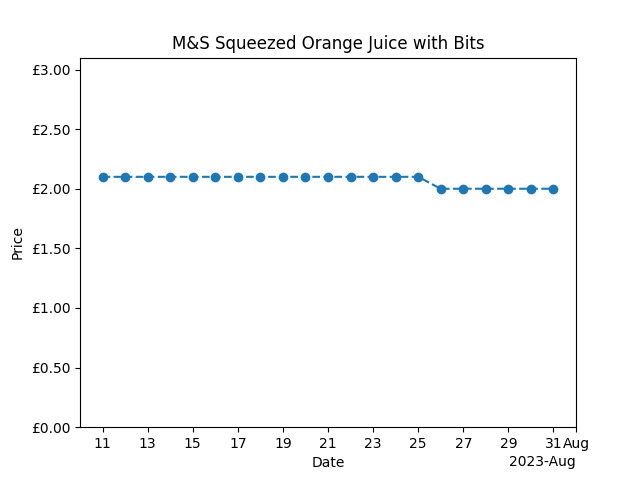 M&S Squeezed Orange Juice with Bits
£3.00
£2.50
£2.00
£1.50
£1.00
£0.50
£0.00
Price
11 13 15 17 19 21 23 25 27 29 31 Aug
Date
2023-Aug